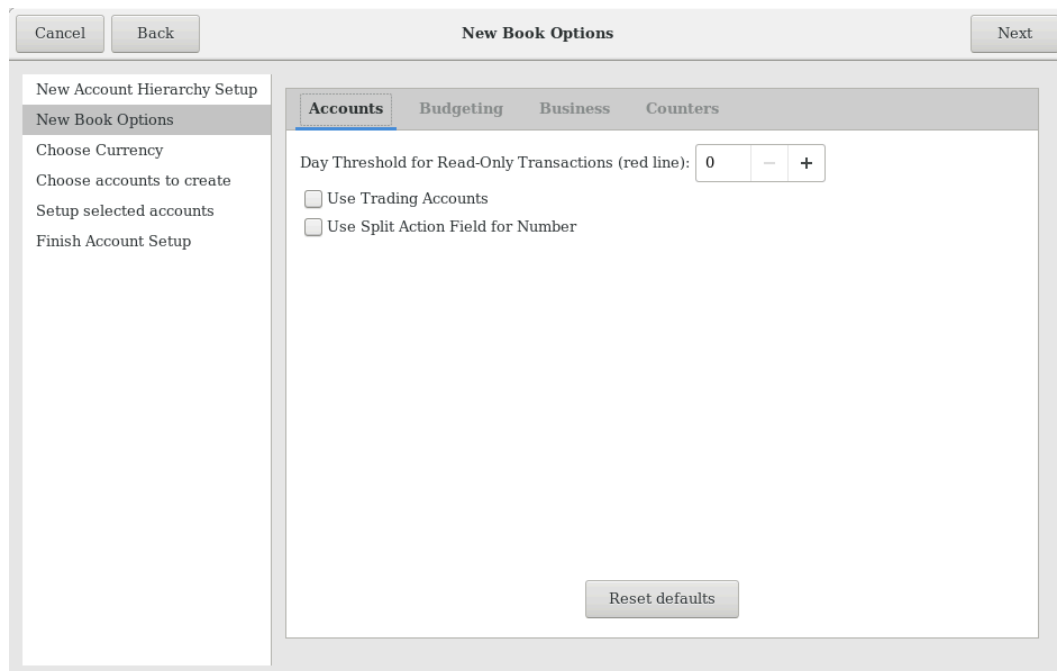 Cancel Back New Book Options Next
New Account Hierarchy Setup
New Book Options
Choose Currency
Choose accounts to create
Setup selected accounts
Finish Account Setup
Accounts Budgeting Business Counters
Day Threshold for Read-Only Transactions (red line): 0 − +
Use Trading Accounts
Use Split Action Field for Number
Reset defaults